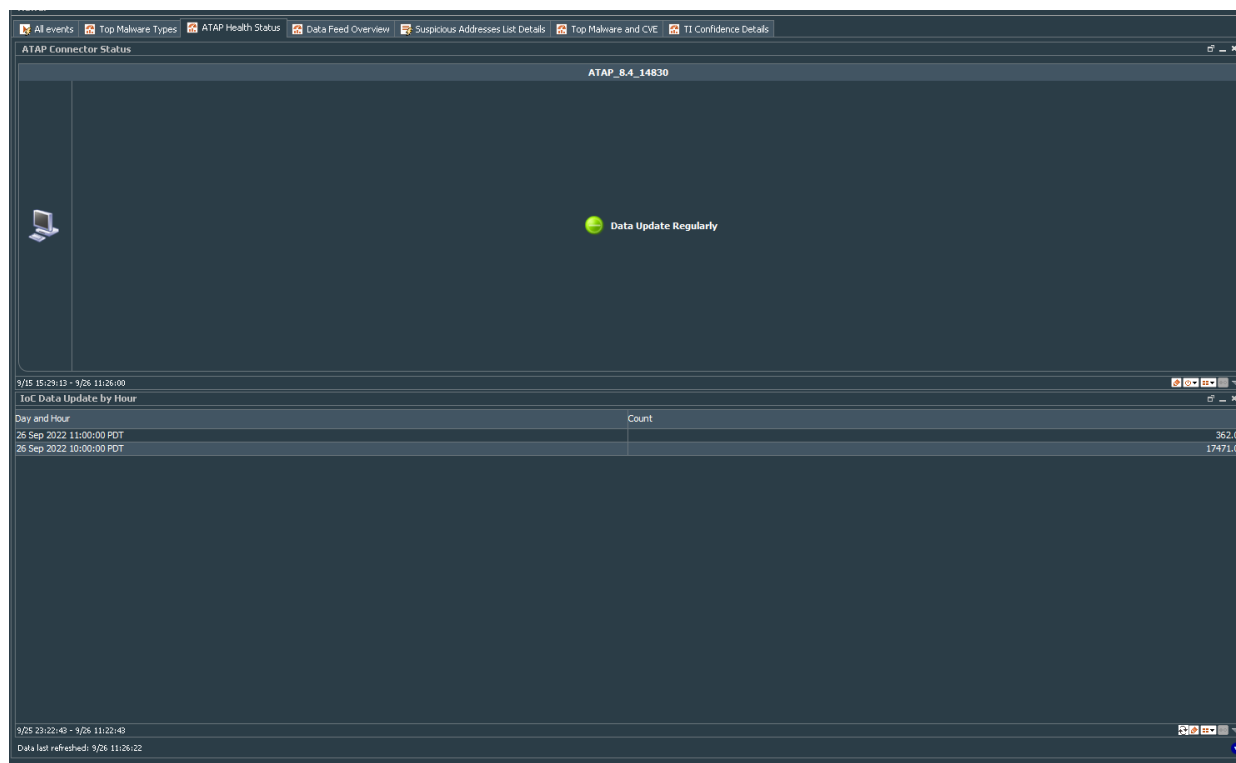 All events Top Malware Types ATAP Health Status Data Feed Overview Suspicious Addresses List Details Top Malware and CVE TI Confidence Details
ATAP Connector Status
ATAP_8.4_14830
Data Update Regularly
9/15 15:29:13 - 9/26 11:26:00
IoC Data Update by Hour
Day and Hour Count
26 Sep 2022 11:00:00 PDT 362.0
26 Sep 2022 10:00:00 PDT 17471.0
9/25 23:22:43 - 9/26 11:22:43
Data last refreshed: 9/26 11:26:22